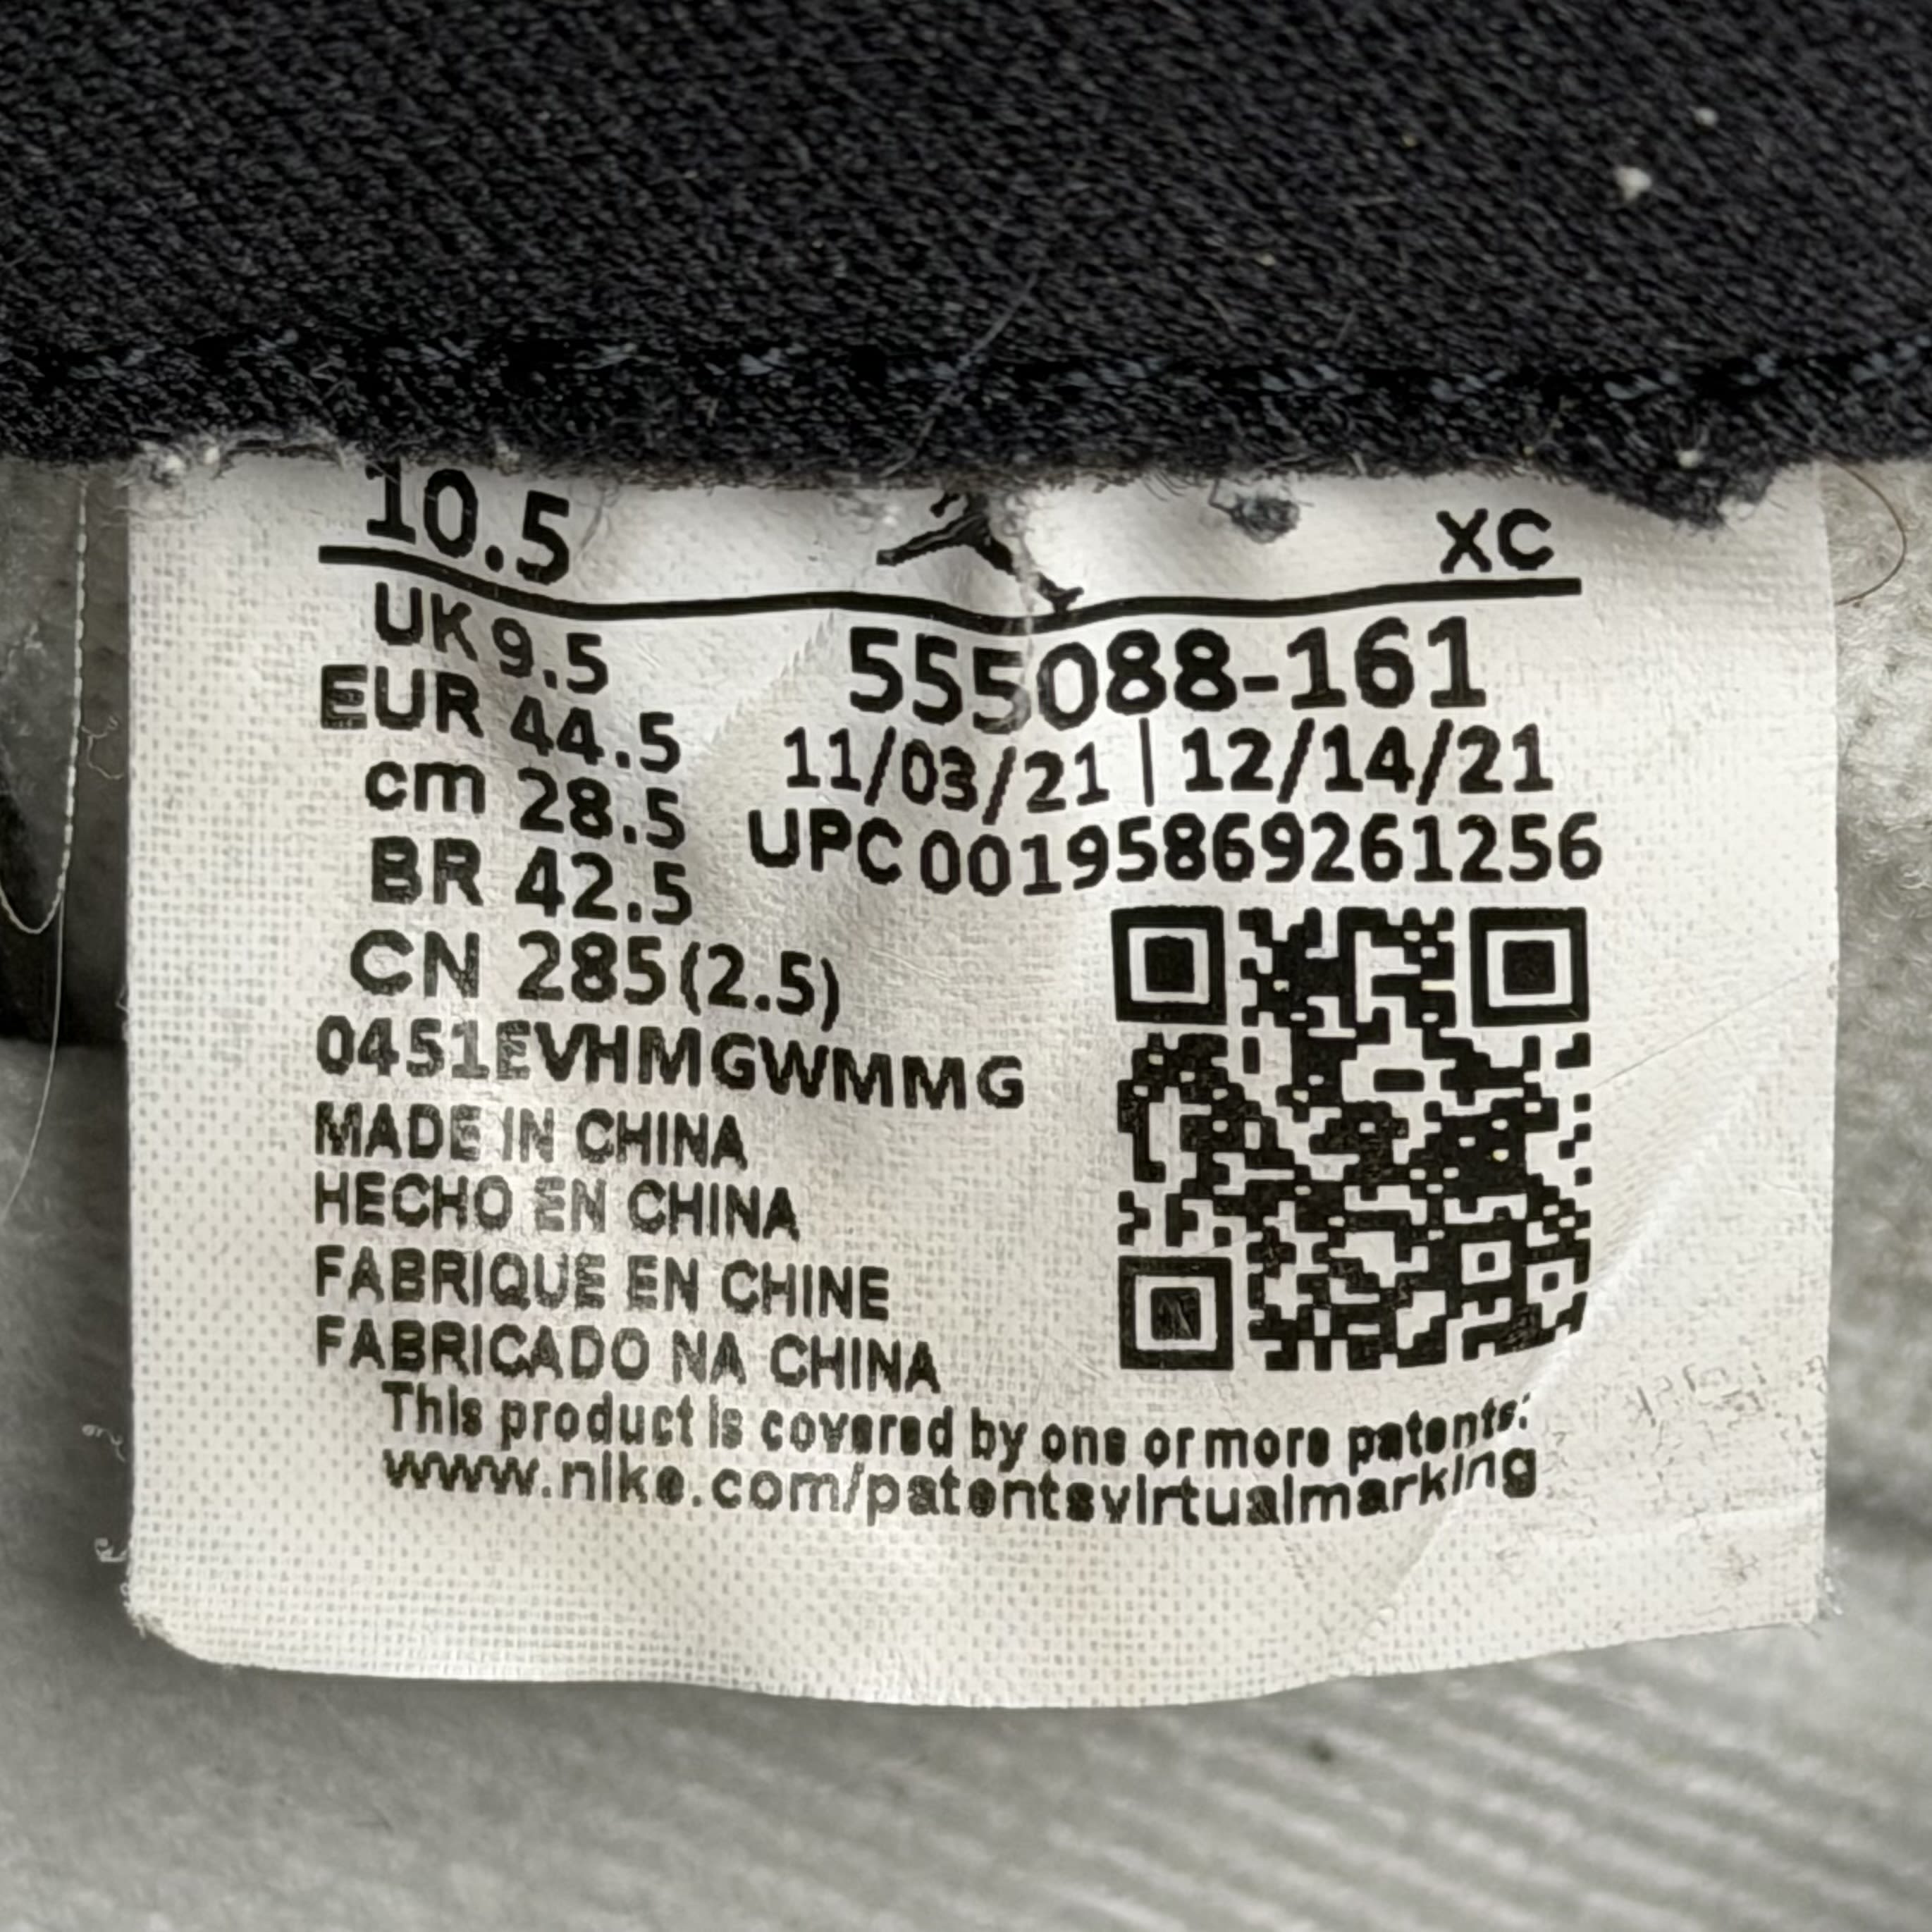 10.5 XC
UK 9.5
EUR 44.5
cm 28.5
BR 42.5
CN 285(2.5)
555088-161
11/03/21 | 12/14/21
UPC 00195869261256
0451EVHMGWMMG
MADE IN CHINA
HECHO EN CHINA
FABRIQUE EN CHINE
FABRICADO NA CHINA
This product is covered by one or more patents:
www.nike.com/patentsvirtualmarking